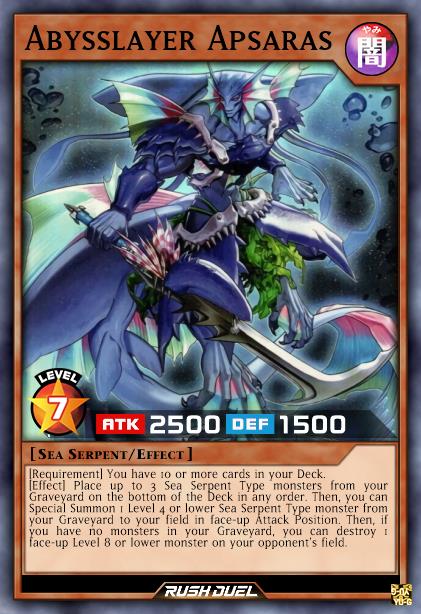 ABYSSLAYER APSARAS
やみ
闇
LEVEL
7
ATK 2500 DEF 1500
[SEA SERPENT/EFFECT]
[Requirement] You have 10 or more cards in your Deck.
[Effect] Place up to 3 Sea Serpent Type monsters from your
Graveyard on the bottom of the Deck in any order. Then, you can
Special Summon 1 Level 4 or lower Sea Serpent Type monster from
your Graveyard to your field in face-up Attack Position. Then, if
you have no monsters in your Graveyard, you can destroy 1
face-up Level 8 or lower monster on your opponent's field.
RUSH DUEL